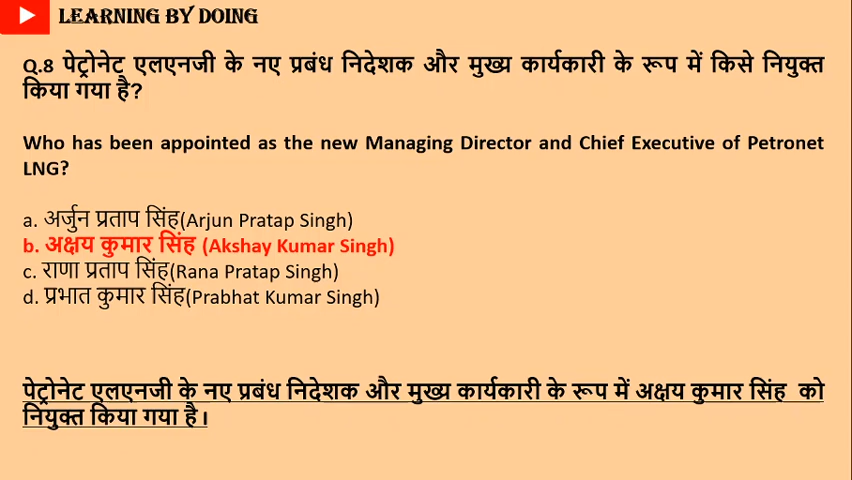 LEARNING BY DOING
Q.8 पेट्रोनेट एलएनजी के नए प्रबंध निदेशक और मुख्य कार्यकारी के रूप में किसे नियुक्त
किया गया है?
Who has been appointed as the new Managing Director and Chief Executive of Petronet
LNG?
a. अर्जुन प्रताप सिंह(Arjun Pratap Singh)
b. अक्षय कुमार सिंह (Akshay Kumar Singh)
c. राणा प्रताप सिंह(Rana Pratap Singh)
d. प्रभात कुमार सिंह(Prabhat Kumar Singh)
पेट्रोनेट एलएनजी के नए प्रबंध निदेशक और मुख्य कार्यकारी के रूप में अक्षय कुमार सिंह को
नियुक्त किया गया है।